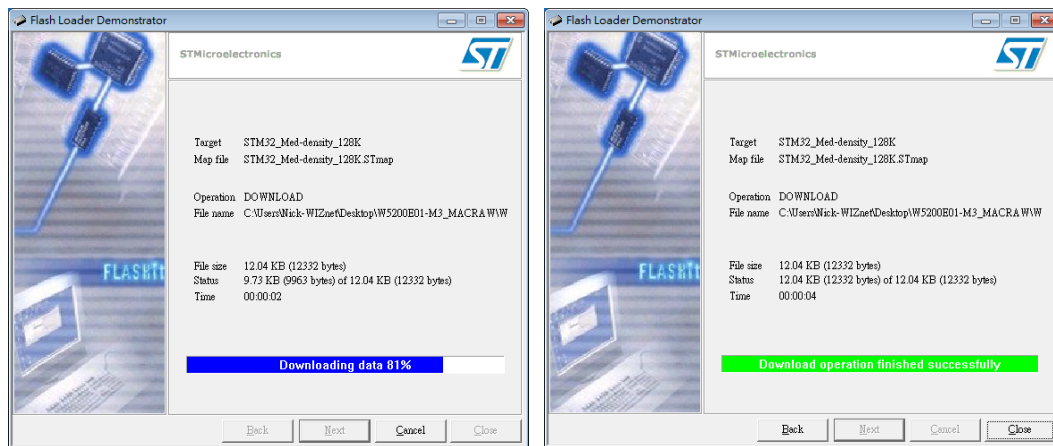 Flash Loader Demonstrator
STMicroelectronics
ST
Target STM32_Med-density_128K
Map file STM32_Med-density_128K.STmap
Operation DOWNLOAD
File name C:\Users\Nick-WIZnet\Desktop\W5200E01-M3_MACRAW\W
FLASHIt
File size 12.04 KB (12332 bytes)
Status 9.73 KB (9963 bytes) of 12.04 KB (12332 bytes)
Time 00:00:02
Downloading data 81%
Back Next Cancel Close
Flash Loader Demonstrator
STMicroelectronics
ST
Target STM32_Med-density_128K
Map file STM32_Med-density_128K.STmap
Operation DOWNLOAD
File name C:\Users\Nick-WIZnet\Desktop\W5200E01-M3_MACRAW\W
FLASHIt
File size 12.04 KB (12332 bytes)
Status 12.04 KB (12332 bytes) of 12.04 KB (12332 bytes)
Time 00:00:04
Download operation finished successfully
Back Next Cancel Close